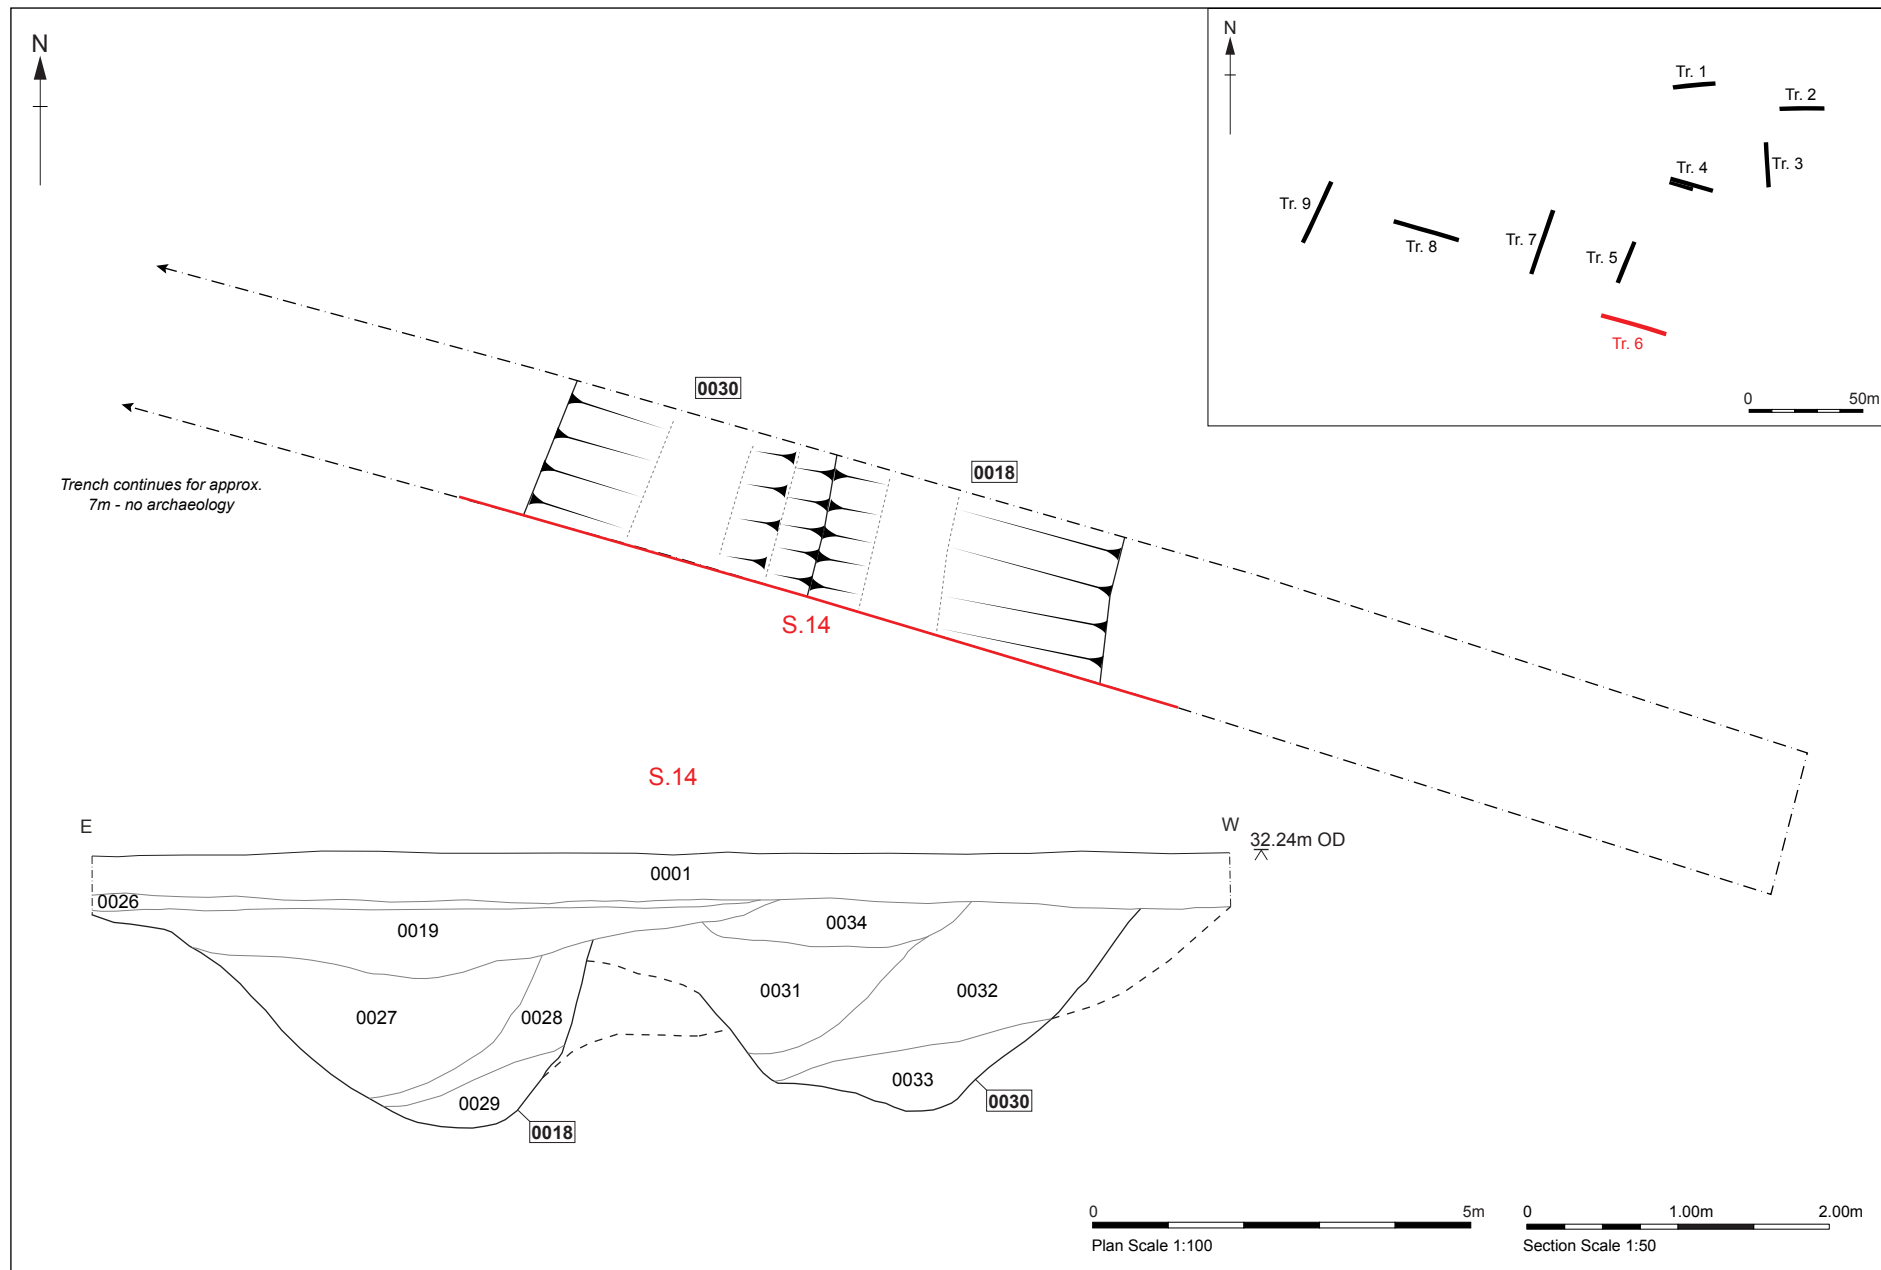 N
N
Tr. 1
Tr. 2
Tr. 3
Tr. 4
Tr. 9
Tr. 8
Tr. 7
Tr. 5
Tr. 6
0 50m
0030
0018
Trench continues for approx.
7m - no archaeology
S.14
S.14
E
W
32.24m OD
0001
0026
0019
0034
0027
0028
0031
0032
0029
0033
0018
0030
0 5m
Plan Scale 1:100
0 1.00m 2.00m
Section Scale 1:50